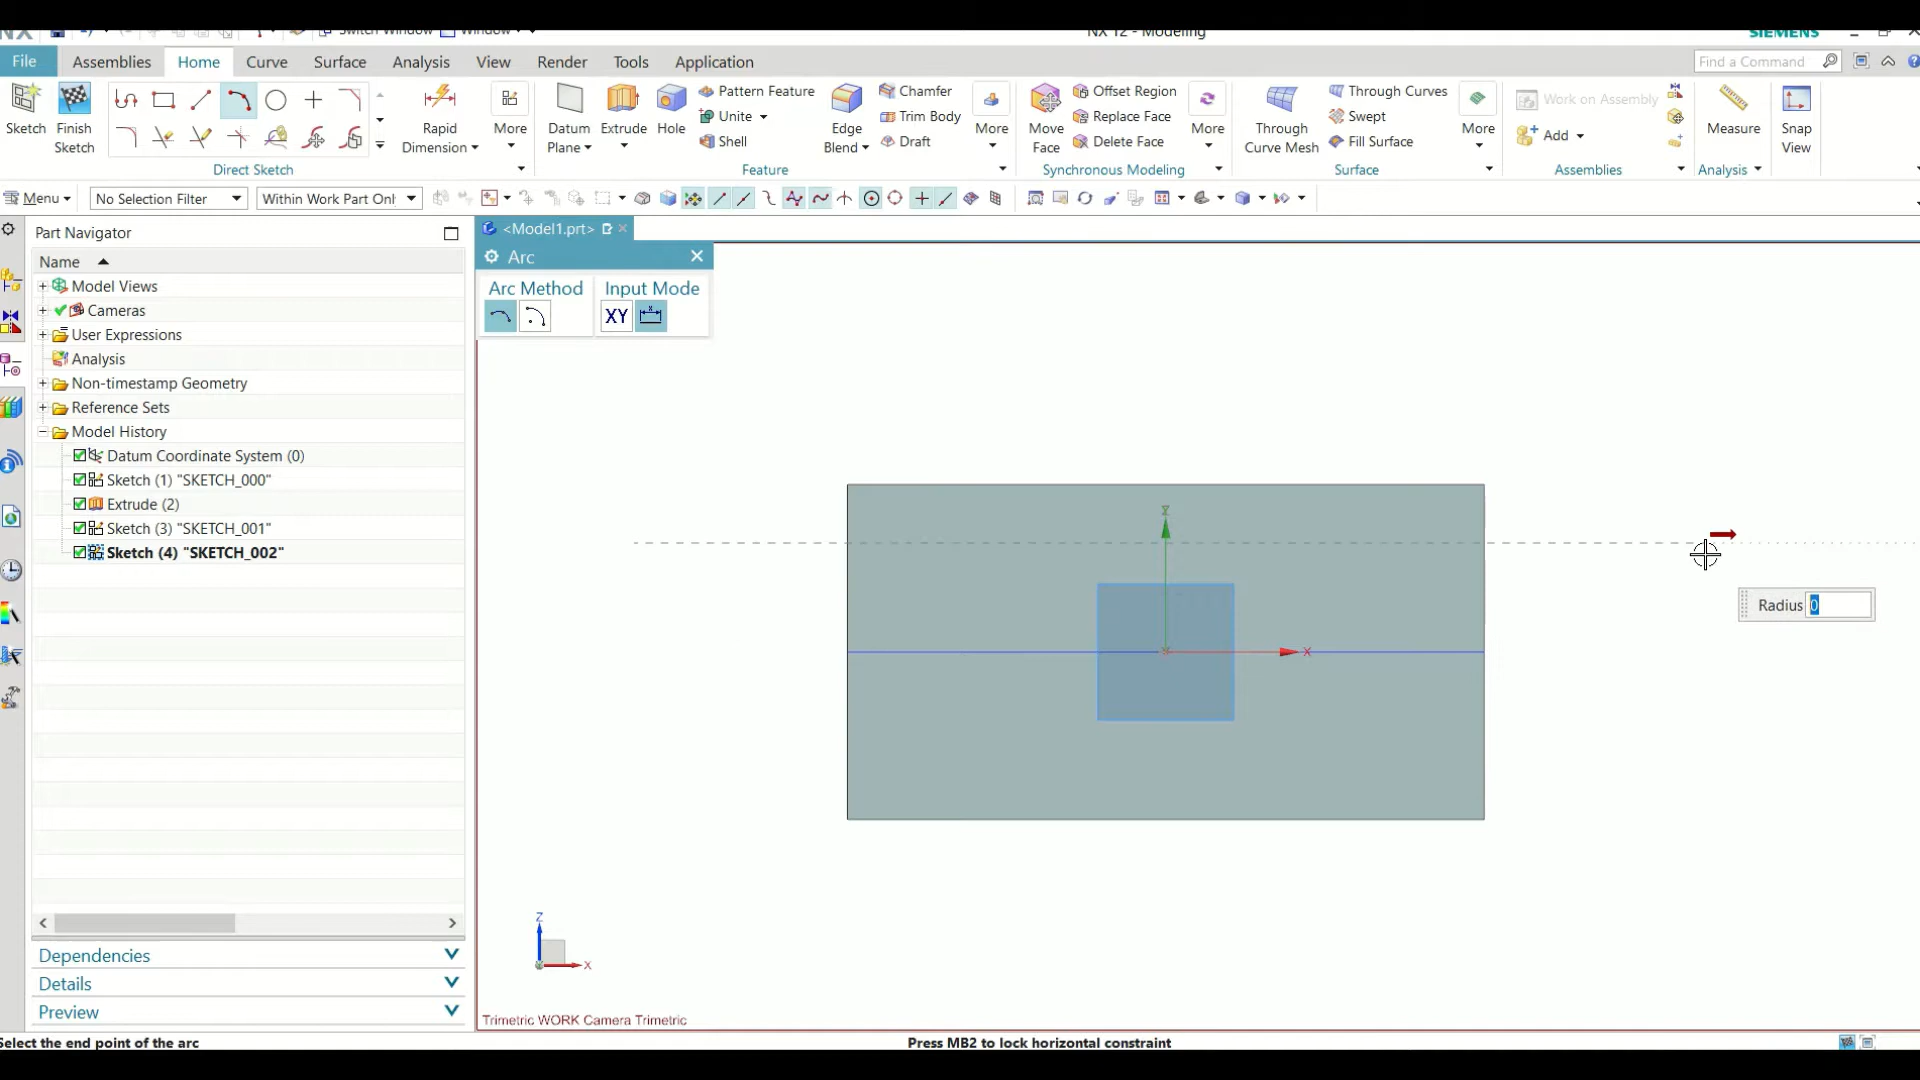 NX
Switch Window
Window
NX 12 - Modeling
SIEMENS
File
Assemblies
Home
Curve
Surface
Analysis
View
Render
Tools
Application
Find a Command
Sketch
Finish Sketch
Direct Sketch
Rapid Dimension
More
Datum Plane
Extrude
Hole
Pattern Feature
Unite
Shell
Edge Blend
Chamfer
Trim Body
Draft
More
Feature
Move Face
Offset Region
Replace Face
Delete Face
More
Synchronous Modeling
Through Curve Mesh
Through Curves
Swept
Fill Surface
More
Surface
Work on Assembly
Add
Assemblies
Measure
Analysis
Snap View
Menu
No Selection Filter
Within Work Part Onl
Part Navigator
Name
Model Views
Cameras
User Expressions
Analysis
Non-timestamp Geometry
Reference Sets
Model History
Datum Coordinate System (0)
Sketch (1) "SKETCH_000"
Extrude (2)
Sketch (3) "SKETCH_001"
Sketch (4) "SKETCH_002"
Dependencies
Details
Preview
<Model1.prt>
Arc
Arc Method
Input Mode
XY
Radius 0
X
Z
X
Trimetric WORK Camera Trimetric
Select the end point of the arc
Press MB2 to lock horizontal constraint